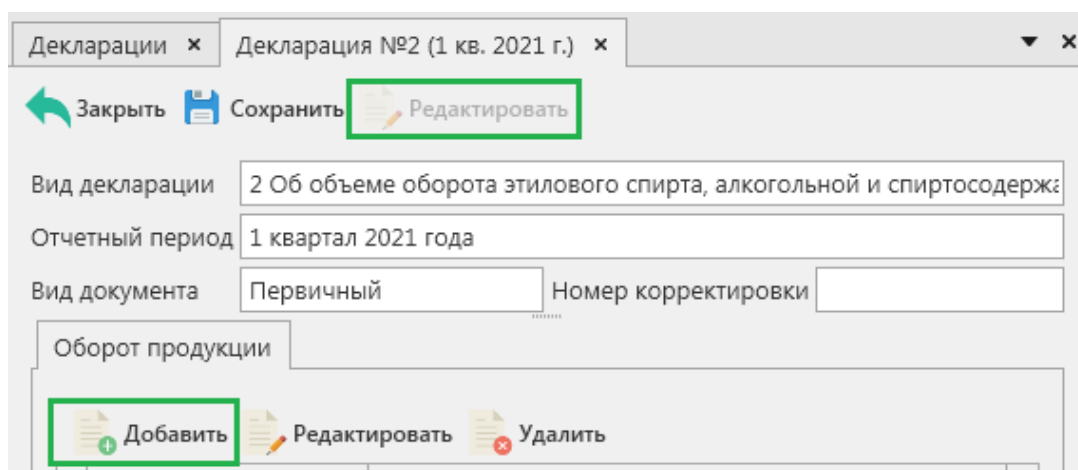 Декларации × Декларация №2 (1 кв. 2021 г.) ×
Закрыть Сохранить Редактировать
Вид декларации 2 Об объеме оборота этилового спирта, алкогольной и спиртосодерж
Отчетный период 1 квартал 2021 года
Вид документа Первичный Номер корректировки
Оборот продукции
Добавить Редактировать Удалить